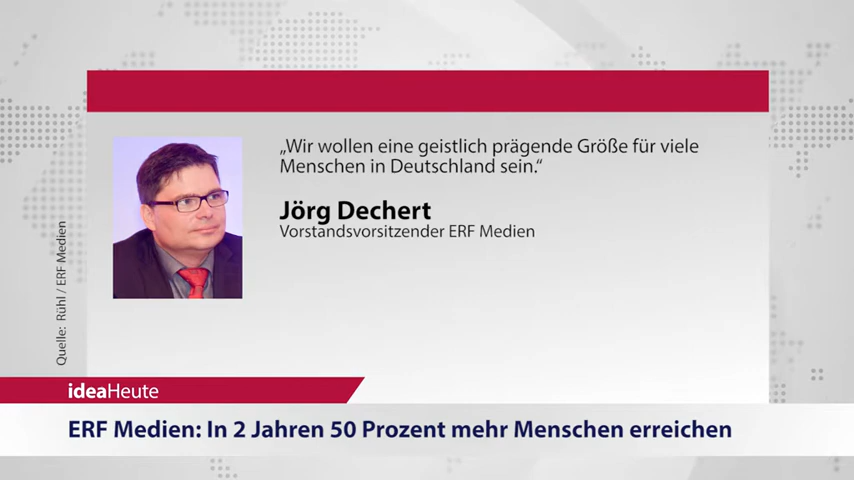 „Wir wollen eine geistlich prägende Größe für viele
Menschen in Deutschland sein.“
Jörg Dechert
Vorstandsvorsitzender ERF Medien
Quelle: Rühl / ERF Medien
ideaHeute
ERF Medien: In 2 Jahren 50 Prozent mehr Menschen erreichen